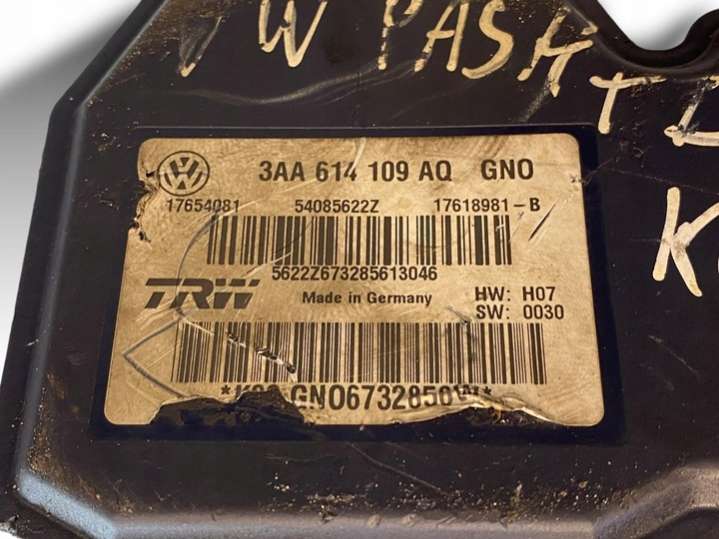 VW PASAT
VW 3AA 614 109 AQ GNO
17654081 54085622Z 17618981-B
5622Z673285613046
TRW Made in Germany HW: H07
SW: 0030